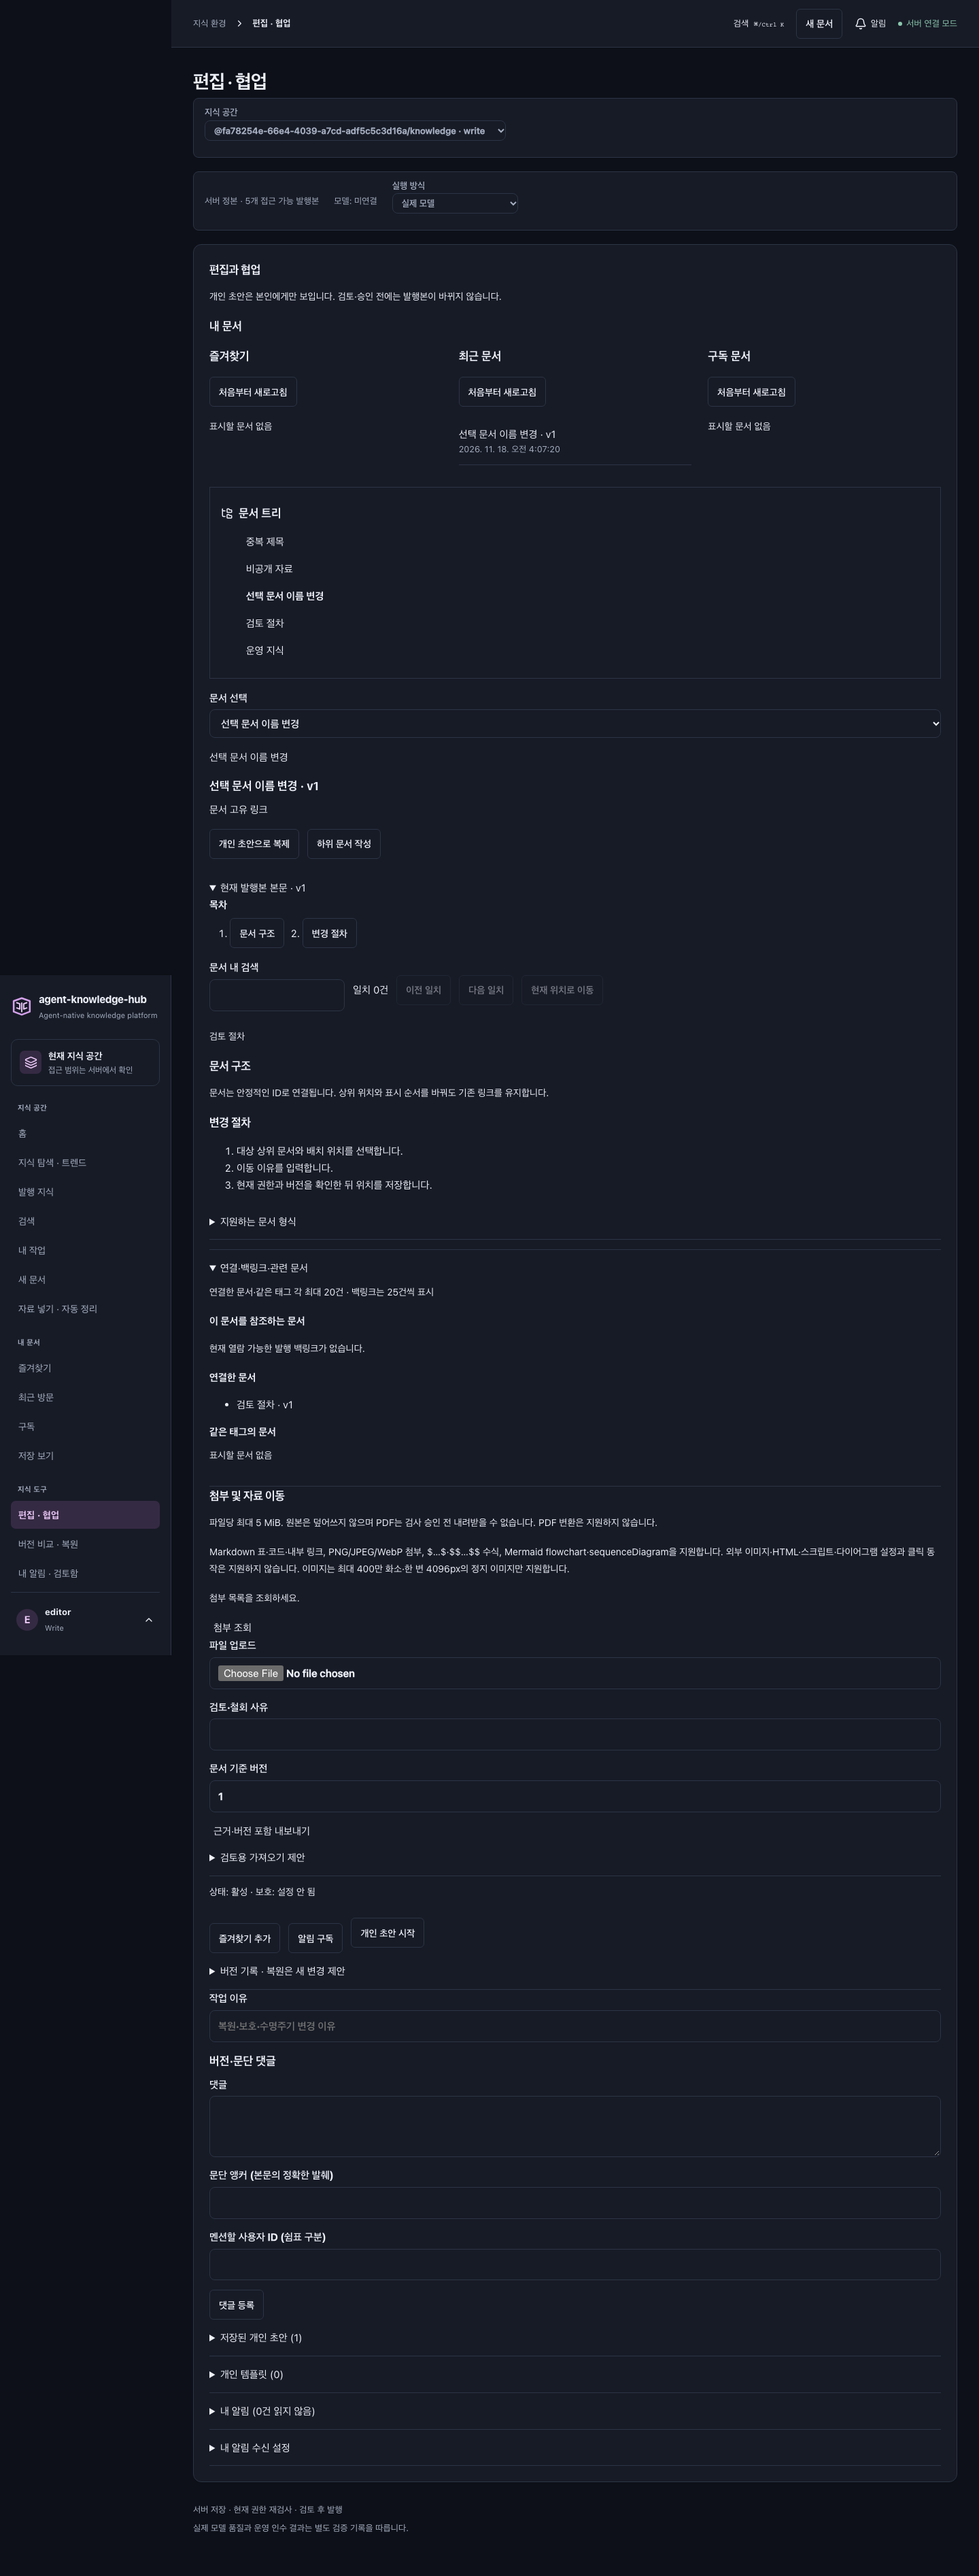 지식 환경 > 편집 · 협업
검색 ⌘/Ctrl K
새 문서
알림
서버 연결 모드
편집 · 협업
지식 공간
@fa78254e-66e4-4039-a7cd-adf5c5c3d16a/knowledge · write
서버 정본 · 5개 접근 가능 발행본
모델: 미연결
실행 방식
실제 모델
편집과 협업
개인 초안은 본인에게만 보입니다. 검토·승인 전에는 발행본이 바뀌지 않습니다.
내 문서
즐겨찾기
처음부터 새로고침
표시할 문서 없음
최근 문서
처음부터 새로고침
선택 문서 이름 변경 · v1
2026. 11. 18. 오전 4:07:20
구독 문서
처음부터 새로고침
표시할 문서 없음
문서 트리
중복 제목
비공개 자료
선택 문서 이름 변경
검토 절차
운영 지식
문서 선택
선택 문서 이름 변경
선택 문서 이름 변경
선택 문서 이름 변경 · v1
문서 고유 링크
개인 초안으로 복제
하위 문서 작성
▼ 현재 발행본 본문 · v1
목차
1. 문서 구조
2. 변경 절차
문서 내 검색
일치 0건
이전 일치
다음 일치
현재 위치로 이동
검토 절차
문서 구조
문서는 안정적인 ID로 연결됩니다. 상위 위치와 표시 순서를 바꿔도 기존 링크를 유지합니다.
변경 절차
1. 대상 상위 문서와 배치 위치를 선택합니다.
2. 이동 이유를 입력합니다.
3. 현재 권한과 버전을 확인한 뒤 위치를 저장합니다.
▶ 지원하는 문서 형식
▼ 연결·백링크·관련 문서
연결한 문서·같은 태그 각 최대 20건 · 백링크는 25건씩 표시
이 문서를 참조하는 문서
현재 열람 가능한 발행 백링크가 없습니다.
연결한 문서
• 검토 절차 · v1
같은 태그의 문서
표시할 문서 없음
첨부 및 자료 이동
파일당 최대 5 MiB. 원본은 덮어쓰지 않으며 PDF는 검사 승인 전 내려받을 수 없습니다. PDF 변환은 지원하지 않습니다.
Markdown 표·코드·내부 링크, PNG/JPEG/WebP 첨부, $...$·$$...$$ 수식, Mermaid flowchart·sequenceDiagram을 지원합니다. 외부 이미지·HTML·스크립트·다이어그램 설정과 클릭 동
작은 지원하지 않습니다. 이미지는 최대 400만 화소·한 변 4096px의 정지 이미지만 지원합니다.
첨부 목록을 조회하세요.
첨부 조회
파일 업로드
Choose File No file chosen
검토·철회 사유
문서 기준 버전
1
근거·버전 포함 내보내기
▶ 검토용 가져오기 제안
상태: 활성 · 보호: 설정 안 됨
즐겨찾기 추가
알림 구독
개인 초안 시작
▶ 버전 기록 · 복원은 새 변경 제안
작업 이유
복원·보호·수명주기 변경 이유
버전·문단 댓글
댓글
문단 앵커 (본문의 정확한 발췌)
멘션할 사용자 ID (쉼표 구분)
댓글 등록
▶ 저장된 개인 초안 (1)
▶ 개인 템플릿 (0)
▶ 내 알림 (0건 읽지 않음)
▶ 내 알림 수신 설정
서버 저장 · 현재 권한 재검사 · 검토 후 발행
실제 모델 품질과 운영 인수 결과는 별도 검증 기록을 따릅니다.
agent-knowledge-hub
Agent-native knowledge platform
현재 지식 공간
접근 범위는 서버에서 확인
지식 공간
홈
지식 탐색 · 트렌드
발행 지식
검색
내 작업
새 문서
자료 넣기 · 자동 정리
내 문서
즐겨찾기
최근 방문
구독
저장 보기
지식 도구
편집 · 협업
버전 비교 · 복원
내 알림 · 검토함
E
editor
Write